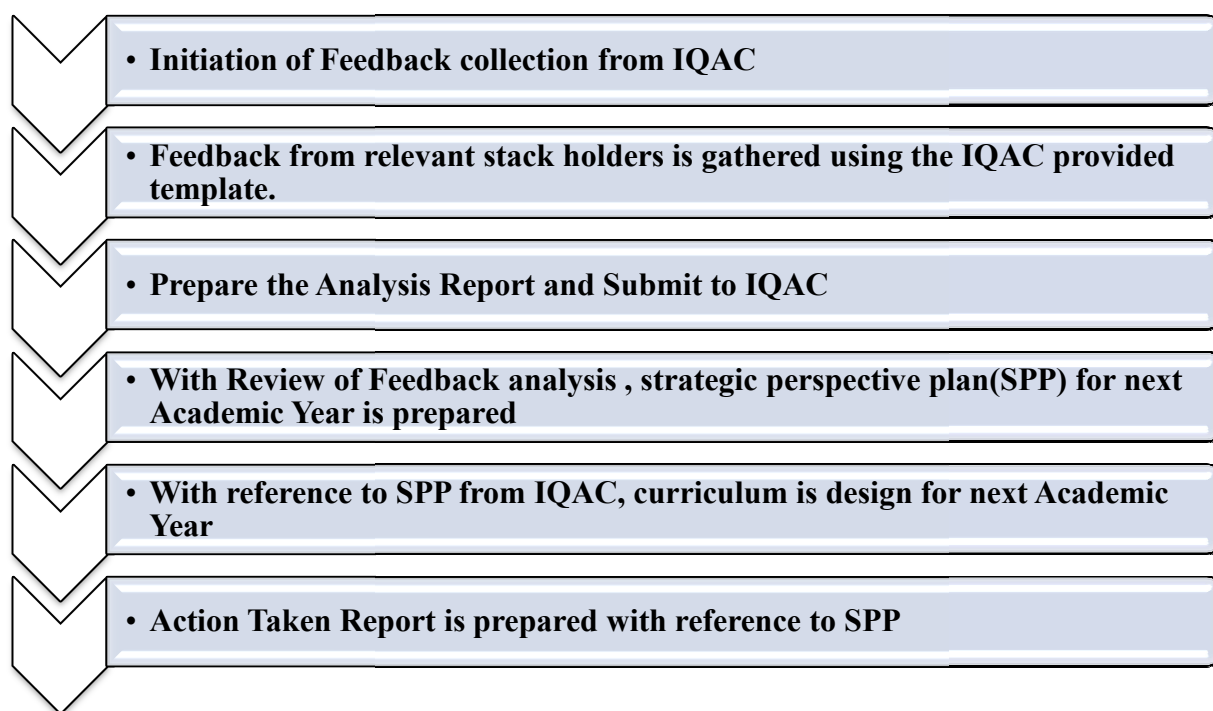 • Initiation of Feedback collection from IQAC
• Feedback from relevant stack holders is gathered using the IQAC provided
template.
• Prepare the Analysis Report and Submit to IQAC
• With Review of Feedback analysis , strategic perspective plan(SPP) for next
Academic Year is prepared
• With reference to SPP from IQAC, curriculum is design for next Academic
Year
• Action Taken Report is prepared with reference to SPP